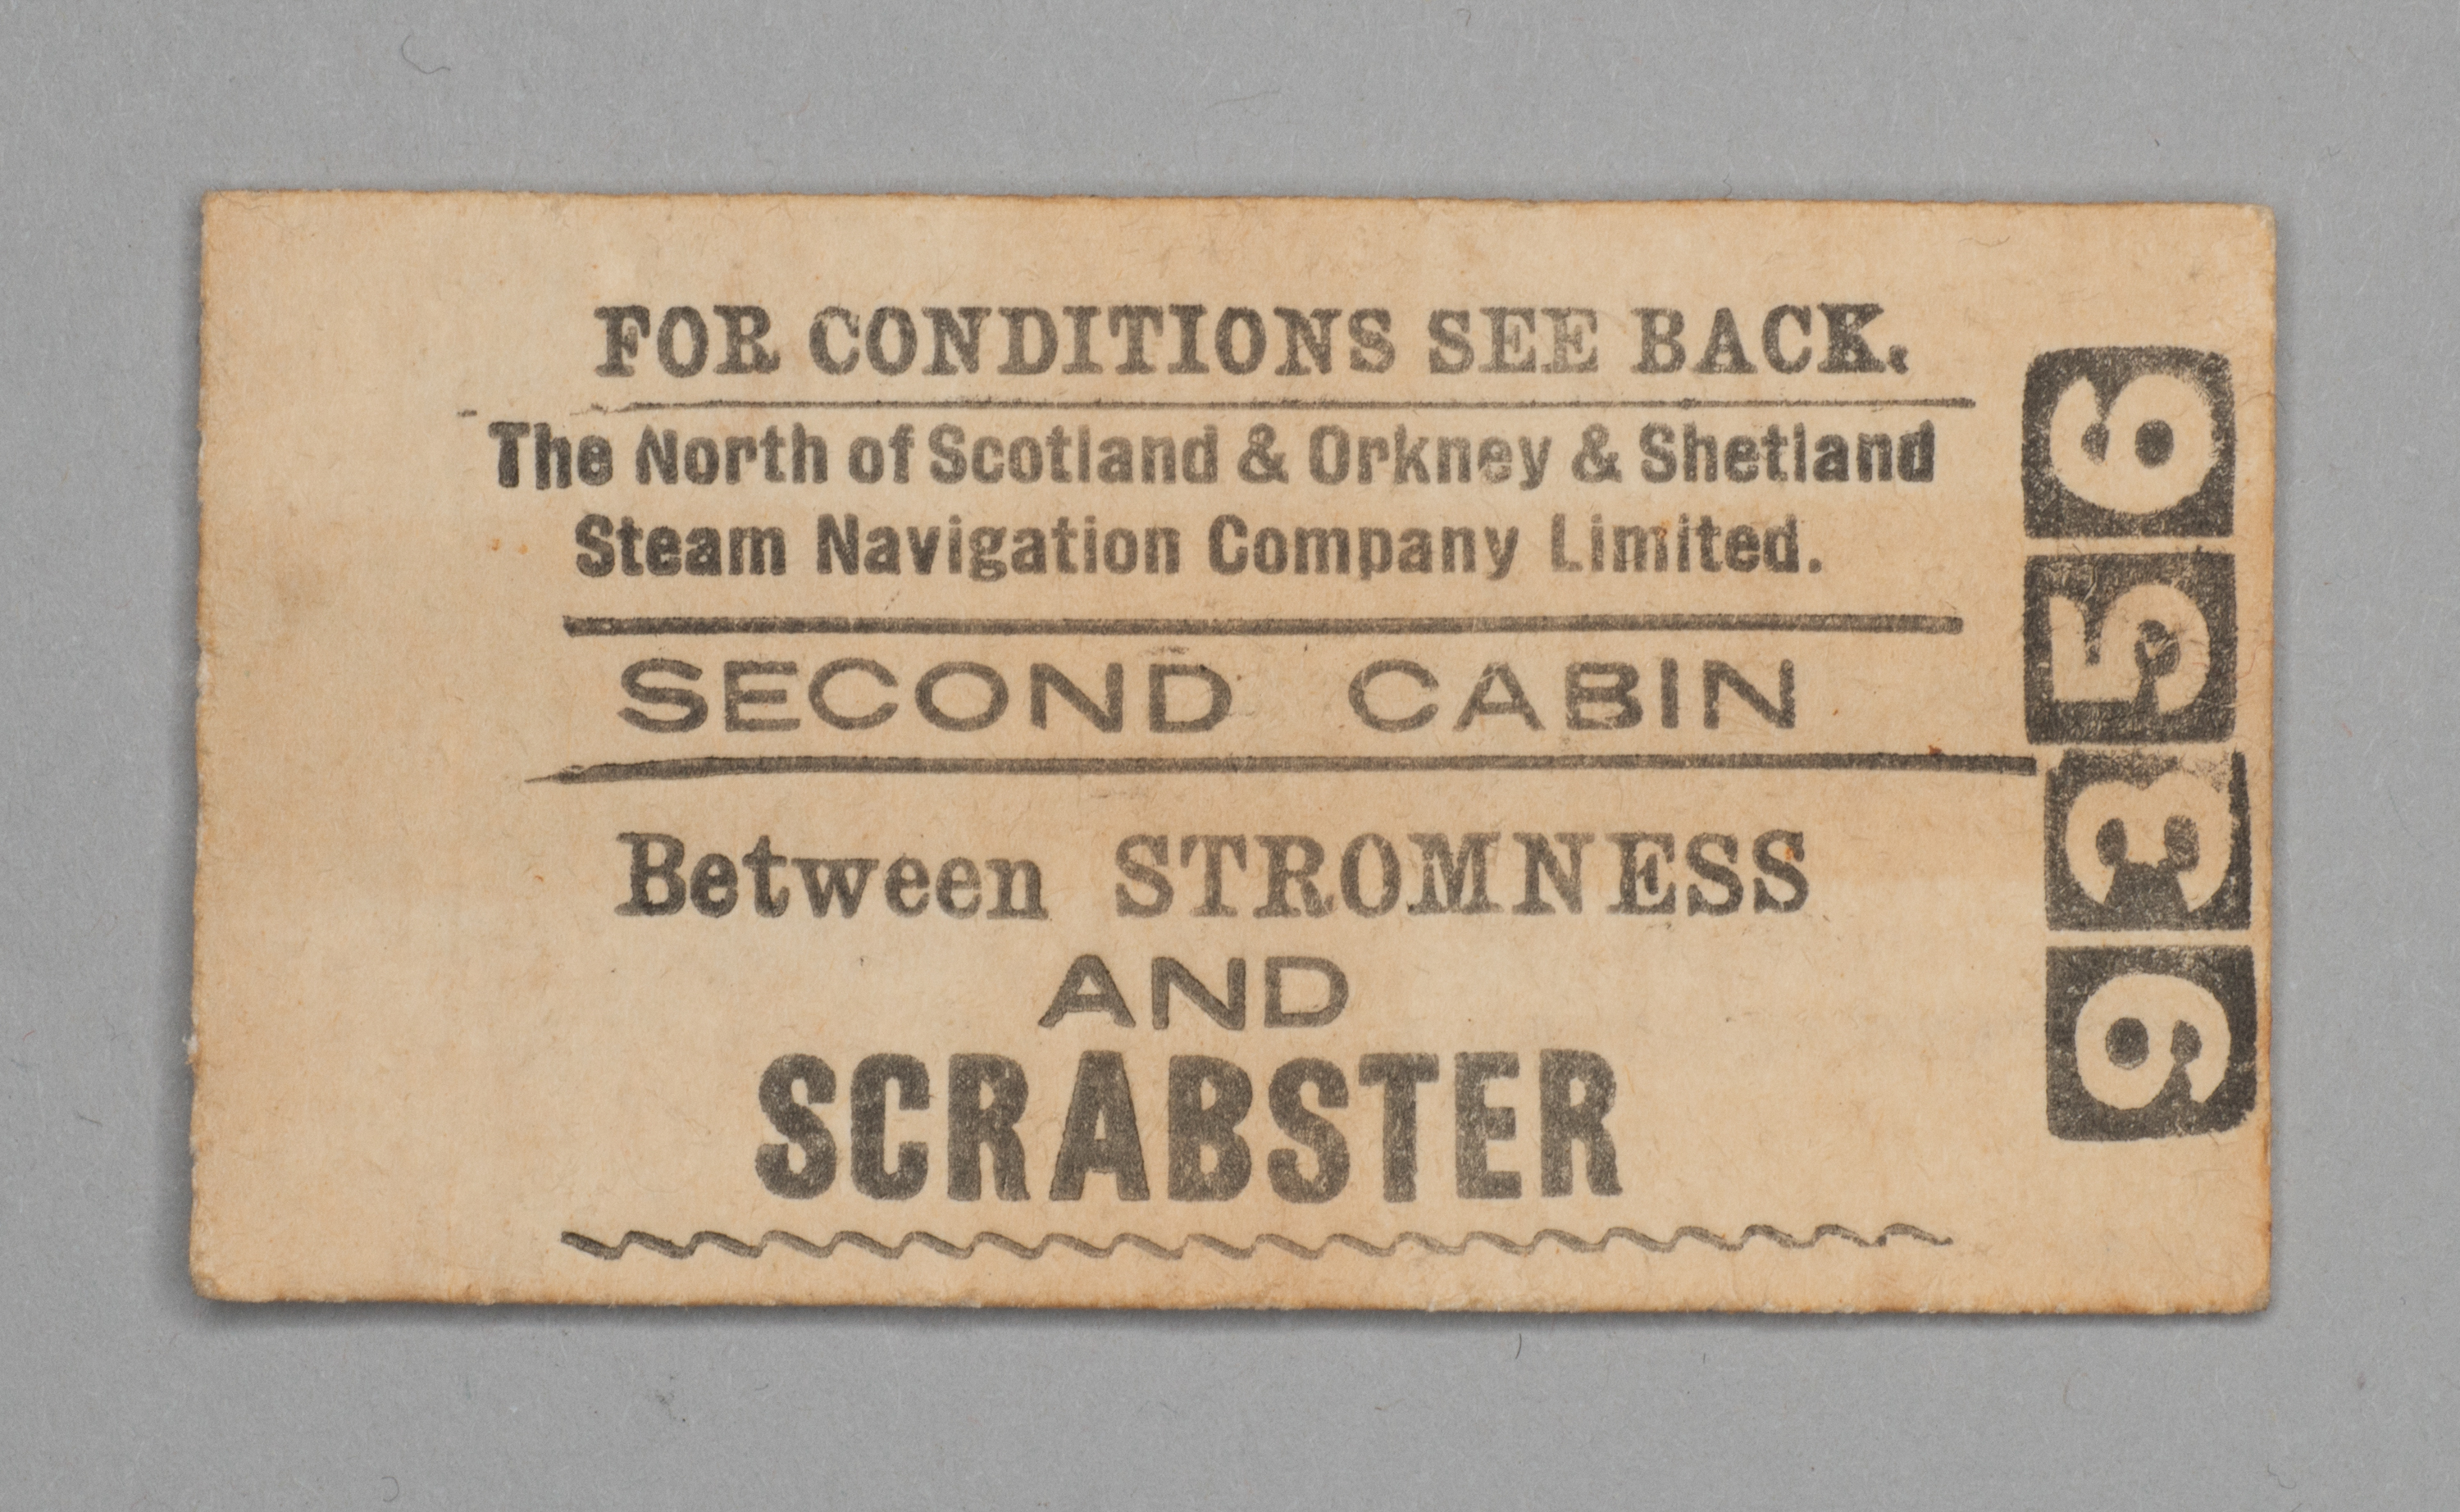 FOR CONDITIONS SEE BACK.
The North of Scotland & Orkney & Shetland
Steam Navigation Company Limited.
SECOND CABIN
Between STROMNESS
AND
SCRABSTER
9356